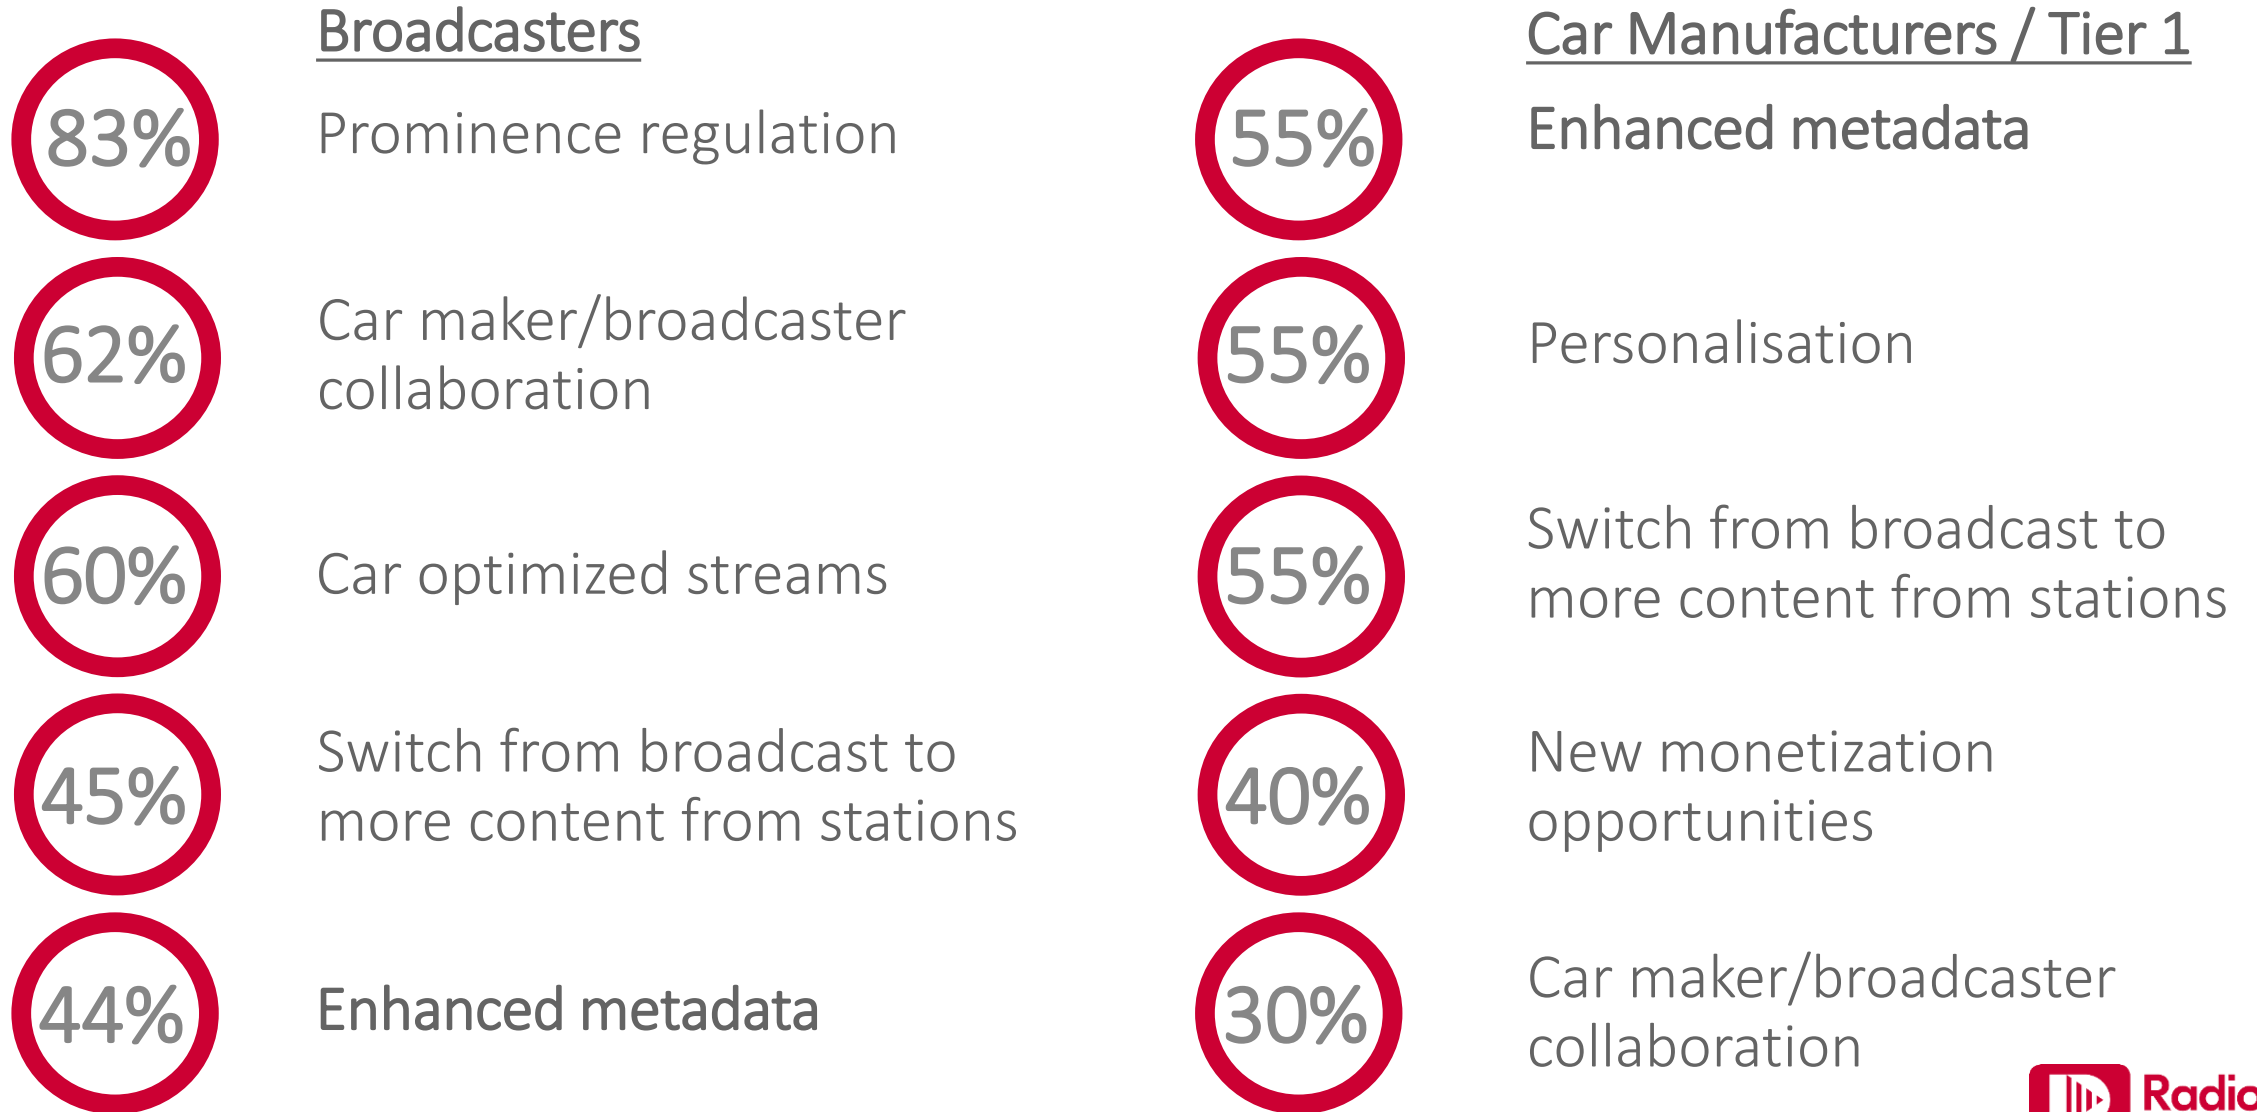 Broadcasters
83%
Prominence regulation
62%
Car maker/broadcaster
collaboration
60%
Car optimized streams
45%
Switch from broadcast to
more content from stations
44%
Enhanced metadata
Car Manufacturers / Tier 1
55%
Enhanced metadata
55%
Personalisation
55%
Switch from broadcast to
more content from stations
40%
New monetization
opportunities
30%
Car maker/broadcaster
collaboration
Radio